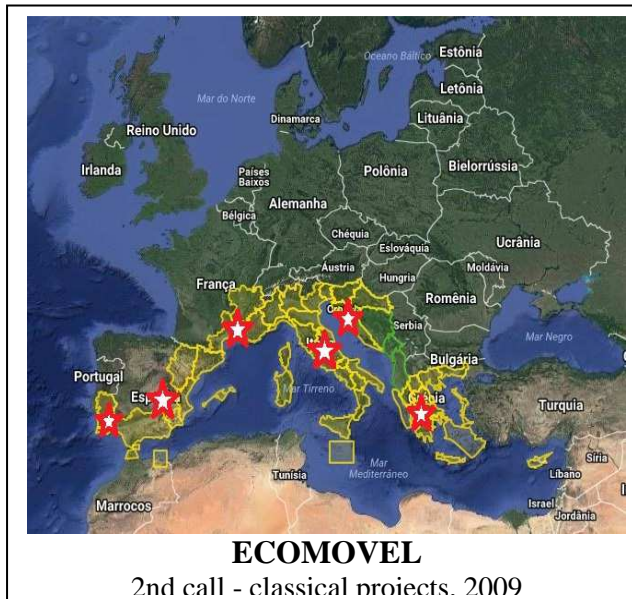 Estônia
Oceano Báltico
Letônia
Mar do Norte
Dinamarca
Lituânia
Reino Unido
Bielorrússia
Irlanda
Países
Baixos
Polônia
Alemanha
Bélgica
Chéquia
Ucrânia
Eslováquia
Áustria
Moldávia
França
Hungria
Romênia
Sérvia
Mar Negro
Portugal
Bulgária
Mar Tirreno
Turquia
Síria
Tunísia
Mar
Mediterrâneo
Líbano
Israel
Marrocos
Jordânia
ECOMOVEL
2nd call - classical projects, 2009